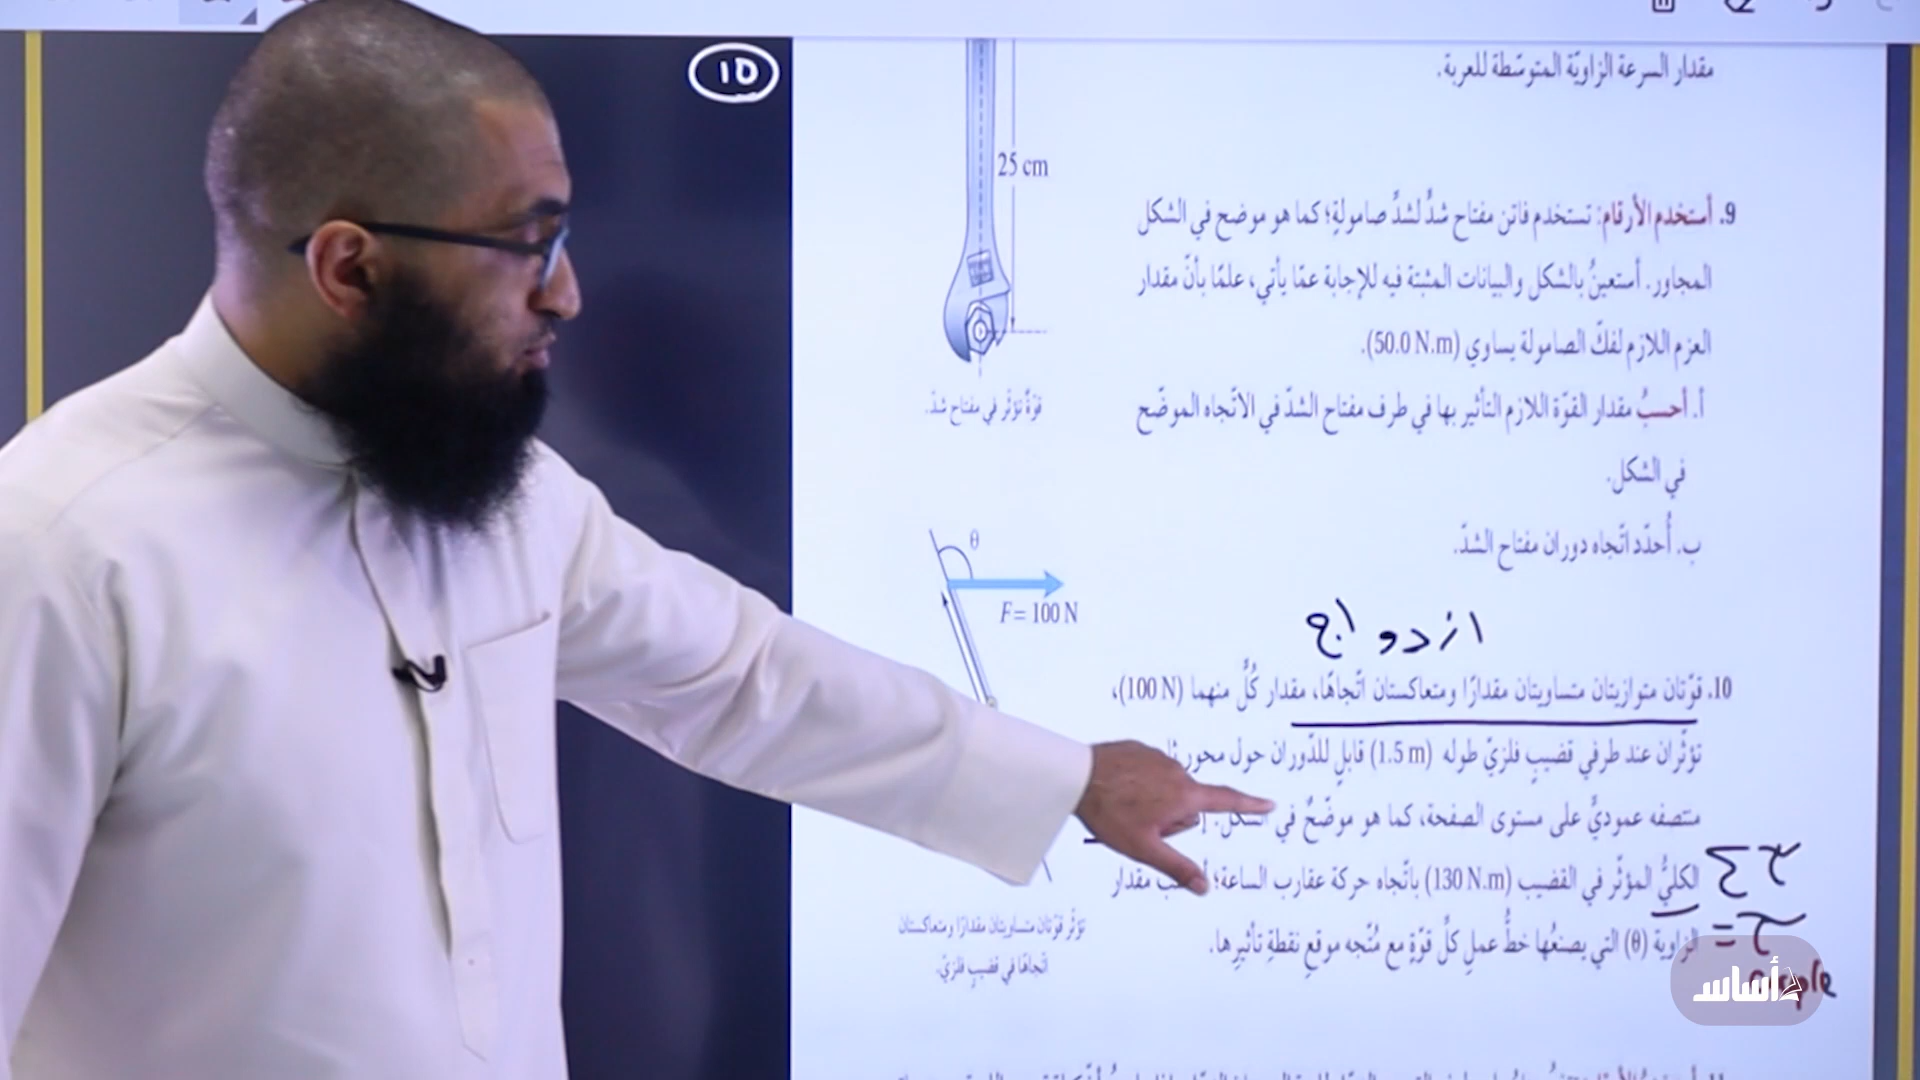 ١٥
مقدار السرعة الزاويّة المتوسّطة للعربة.
25 cm
9. أستخدم الأرقام: تستخدم فاتن مفتاح شدٍّ لشدِّ صامولةٍ؛ كما هو موضح في الشكل
المجاور. أستعينُ بالشكل والبيانات المثبتة فيه للإجابة عمّا يأتي، علمًا بأنّ مقدار
العزم اللازم لفكّ الصامولة يساوي (50.0 N.m).
أ. أحسبُ مقدار القوّة اللازم التأثير بها في طرف مفتاح الشدّ في الاتّجاه الموضّح
في الشكل.
ب. أُحدّد اتّجاه دوران مفتاح الشدّ.
قوّةٌ تؤثّر في مفتاح شدّ.
θ
F = 100 N
ازدواج
10. قوّتان متوازيتان متساويتان مقدارًا ومتعاكستان اتّجاهًا، مقدار كُلٍّ منهما (100 N)،
تؤثّران عند طرفي قضيبٍ فلزيّ طوله (1.5 m) قابلٍ للدّوران حول محور
منتصفه عموديٍّ على مستوى الصفحة، كما هو موضّحٌ في الشكل.
الكليُّ المؤثّر في القضيب (130 N.m) باتّجاه حركة عقارب الساعة؛ مقدار
الزاوية (θ) التي يصنعُها خطُّ عملِ كلِّ قوّةٍ مع مُتّجه موقعِ نقطةِ تأثيرِها.
Στ
= τ
تؤثّر قوّتان متساويتان مقدارًا ومتعاكستان
اتّجاهًا في قضيبٍ فلزيّ.
أساس